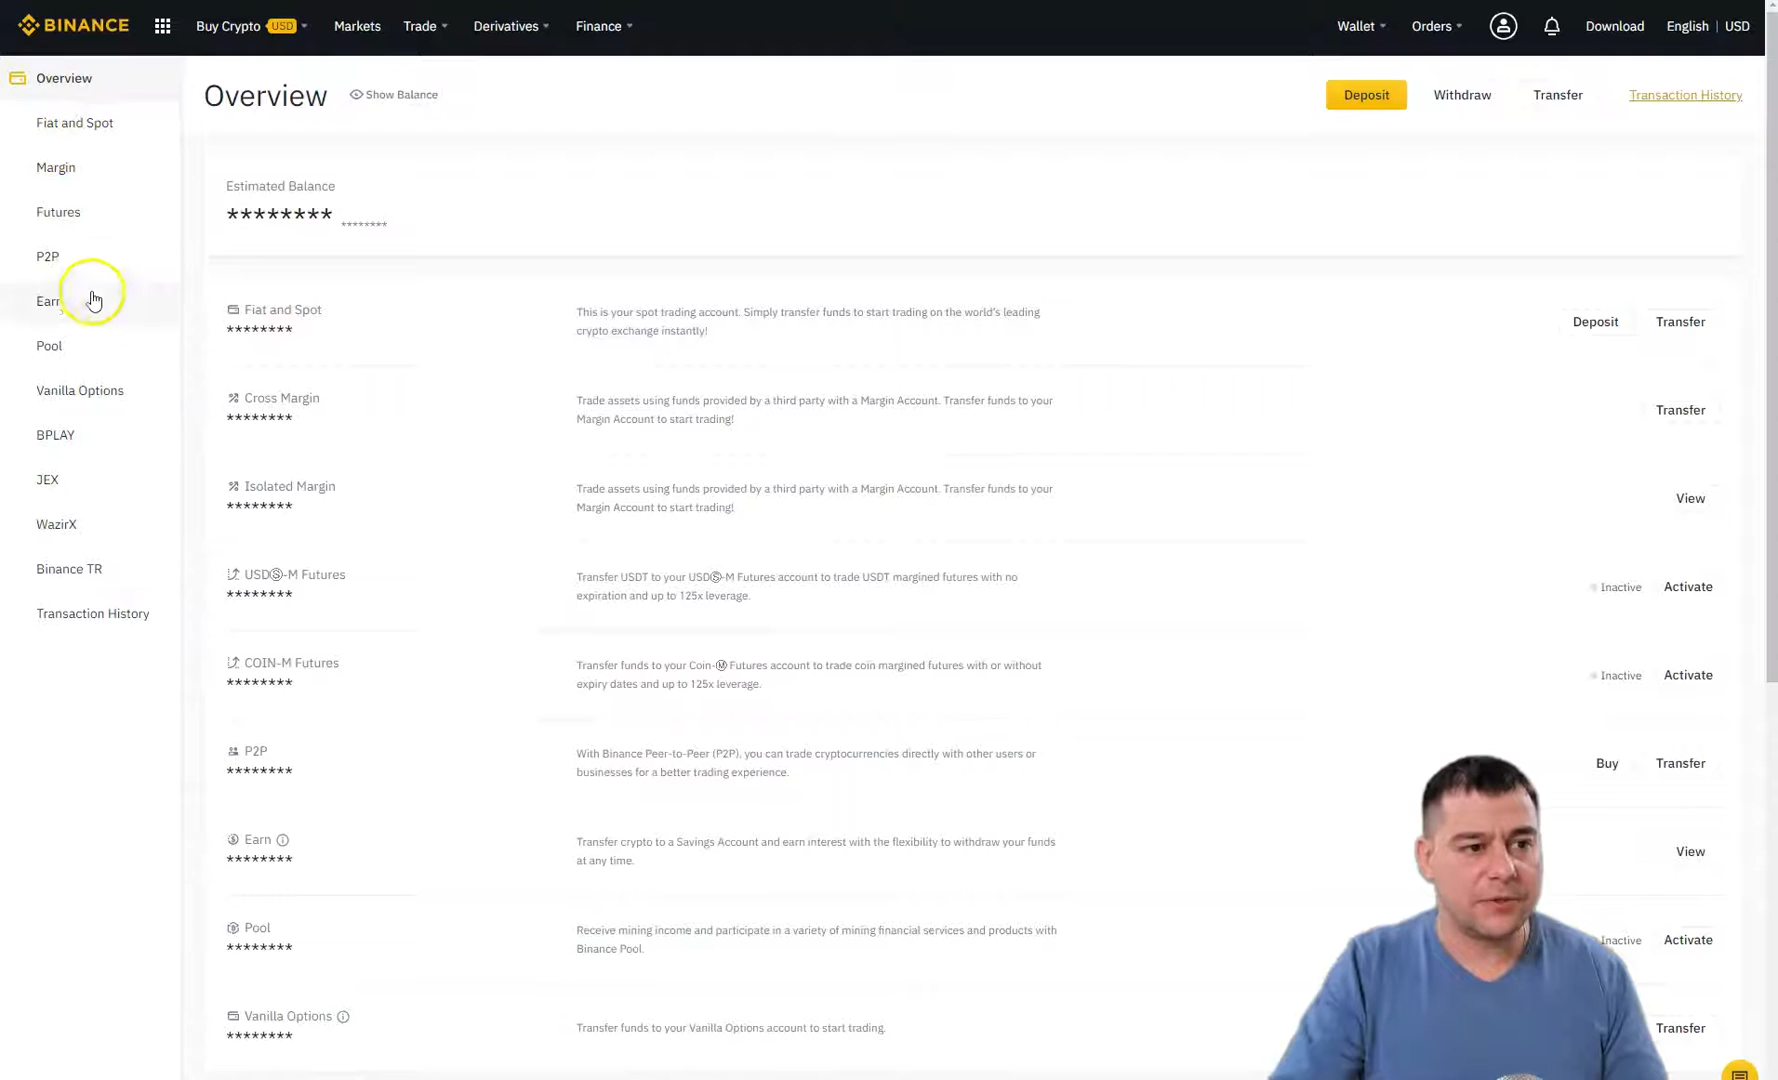 BINANCE
Buy Crypto USD
Markets
Trade
Derivatives
Finance
Wallet
Orders
Download
English | USD
Overview
Fiat and Spot
Margin
Futures
P2P
Earn
Pool
Vanilla Options
BPLAY
JEX
WazirX
Binance TR
Transaction History
Overview
Show Balance
Deposit
Withdraw
Transfer
Transaction History
Estimated Balance
******** ********
Fiat and Spot
********
This is your spot trading account. Simply transfer funds to start trading on the world's leading
crypto exchange instantly!
Deposit
Transfer
Cross Margin
********
Trade assets using funds provided by a third party with a Margin Account. Transfer funds to your
Margin Account to start trading!
Transfer
Isolated Margin
********
Trade assets using funds provided by a third party with a Margin Account. Transfer funds to your
Margin Account to start trading!
View
USDⓈ-M Futures
********
Transfer USDT to your USDⓈ-M Futures account to trade USDT margined futures with no
expiration and up to 125x leverage.
Inactive
Activate
COIN-M Futures
********
Transfer funds to your Coin-Ⓜ Futures account to trade coin margined futures with or without
expiry dates and up to 125x leverage.
Inactive
Activate
P2P
********
With Binance Peer-to-Peer (P2P), you can trade cryptocurrencies directly with other users or
businesses for a better trading experience.
Buy
Transfer
Earn
********
Transfer crypto to a Savings Account and earn interest with the flexibility to withdraw your funds
at any time.
View
Pool
********
Receive mining income and participate in a variety of mining financial services and products with
Binance Pool.
Inactive
Activate
Vanilla Options
********
Transfer funds to your Vanilla Options account to start trading.
Transfer